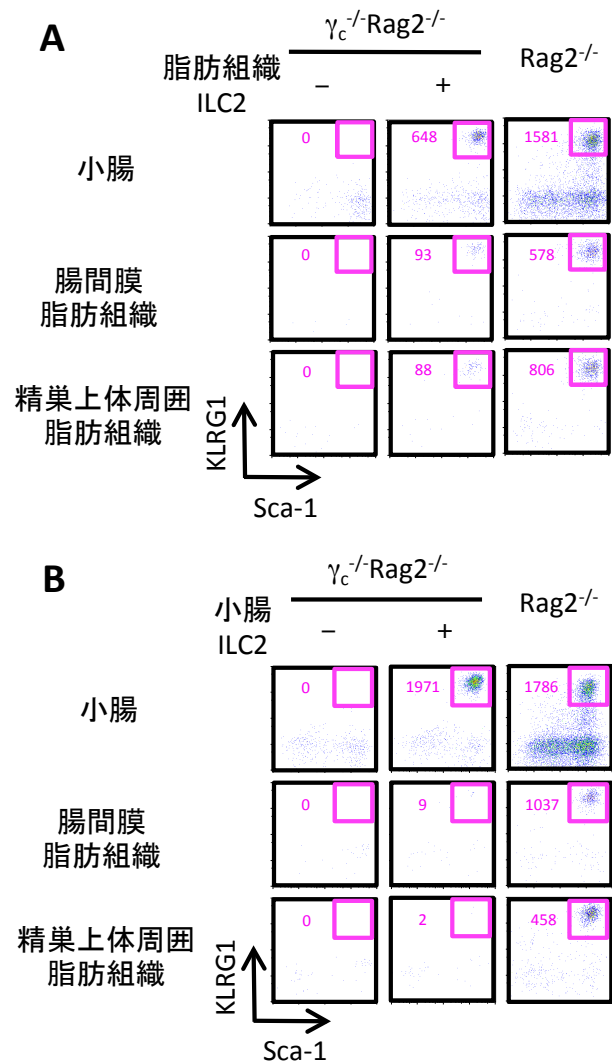 A
γc-/-Rag2-/-
脂肪組織
ILC2
–
+
Rag2-/-
小腸
0
648
1581
腸間膜
脂肪組織
0
93
578
精巣上体周囲
脂肪組織
0
88
806
KLRG1
Sca-1
B
γc-/-Rag2-/-
小腸
ILC2
–
+
Rag2-/-
小腸
0
1971
1786
腸間膜
脂肪組織
0
9
1037
精巣上体周囲
脂肪組織
0
2
458
KLRG1
Sca-1